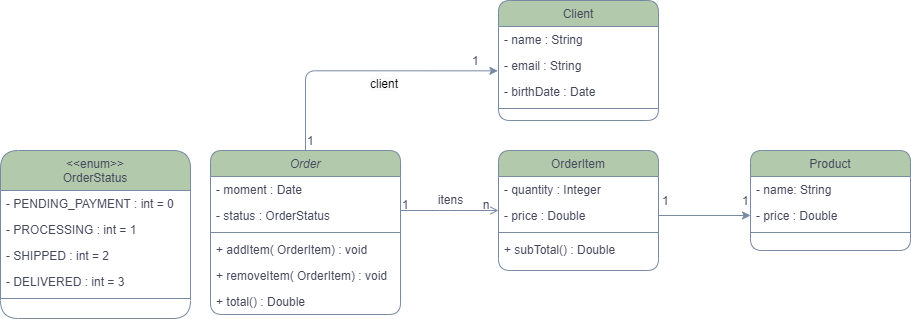 Client
- name : String
- email : String
- birthDate : Date
1
client
1
<<enum>>
OrderStatus
- PENDING_PAYMENT : int = 0
- PROCESSING : int = 1
- SHIPPED : int = 2
- DELIVERED : int = 3
Order
- moment : Date
- status : OrderStatus
+ addItem( OrderItem) : void
+ removeItem( OrderItem) : void
+ total() : Double
1
itens
n
OrderItem
- quantity : Integer
- price : Double
+ subTotal() : Double
1
1
Product
- name: String
- price : Double